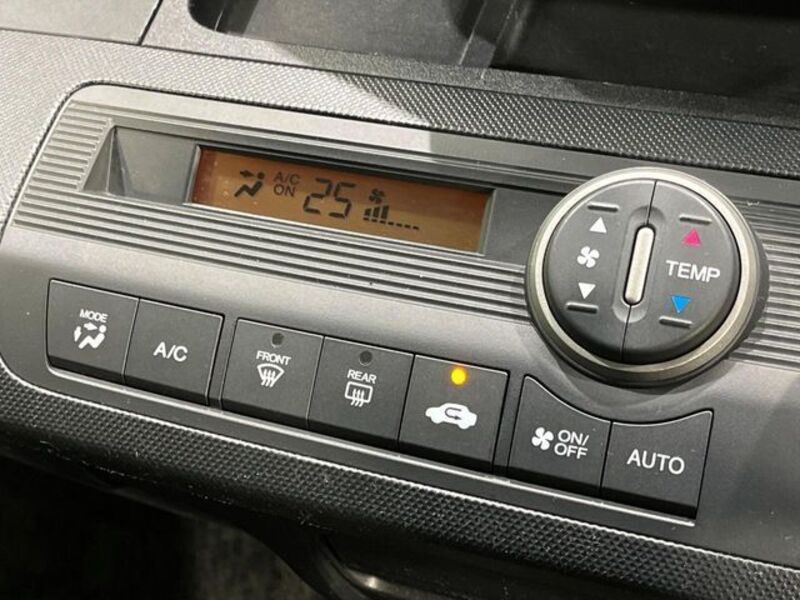 A/C
ON
25
TEMP
MODE
A/C
FRONT
REAR
ON/
OFF
AUTO